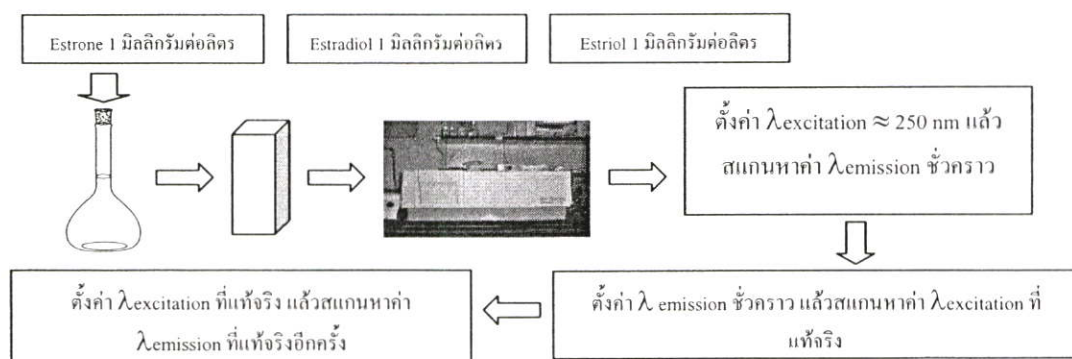 Estrone 1 มิลลิกรัมต่อลิตร
Estradiol 1 มิลลิกรัมต่อลิตร
Estriol 1 มิลลิกรัมต่อลิตร
ตั้งค่า λexcitation ≈ 250 nm แล้ว
สแกนหาค่า λemission ชั่วคราว
ตั้งค่า λ emission ชั่วคราว แล้วสแกนหาค่า λexcitation ที่
แท้จริง
ตั้งค่า λexcitation ที่แท้จริง แล้วสแกนหาค่า
λemission ที่แท้จริงอีกครั้ง